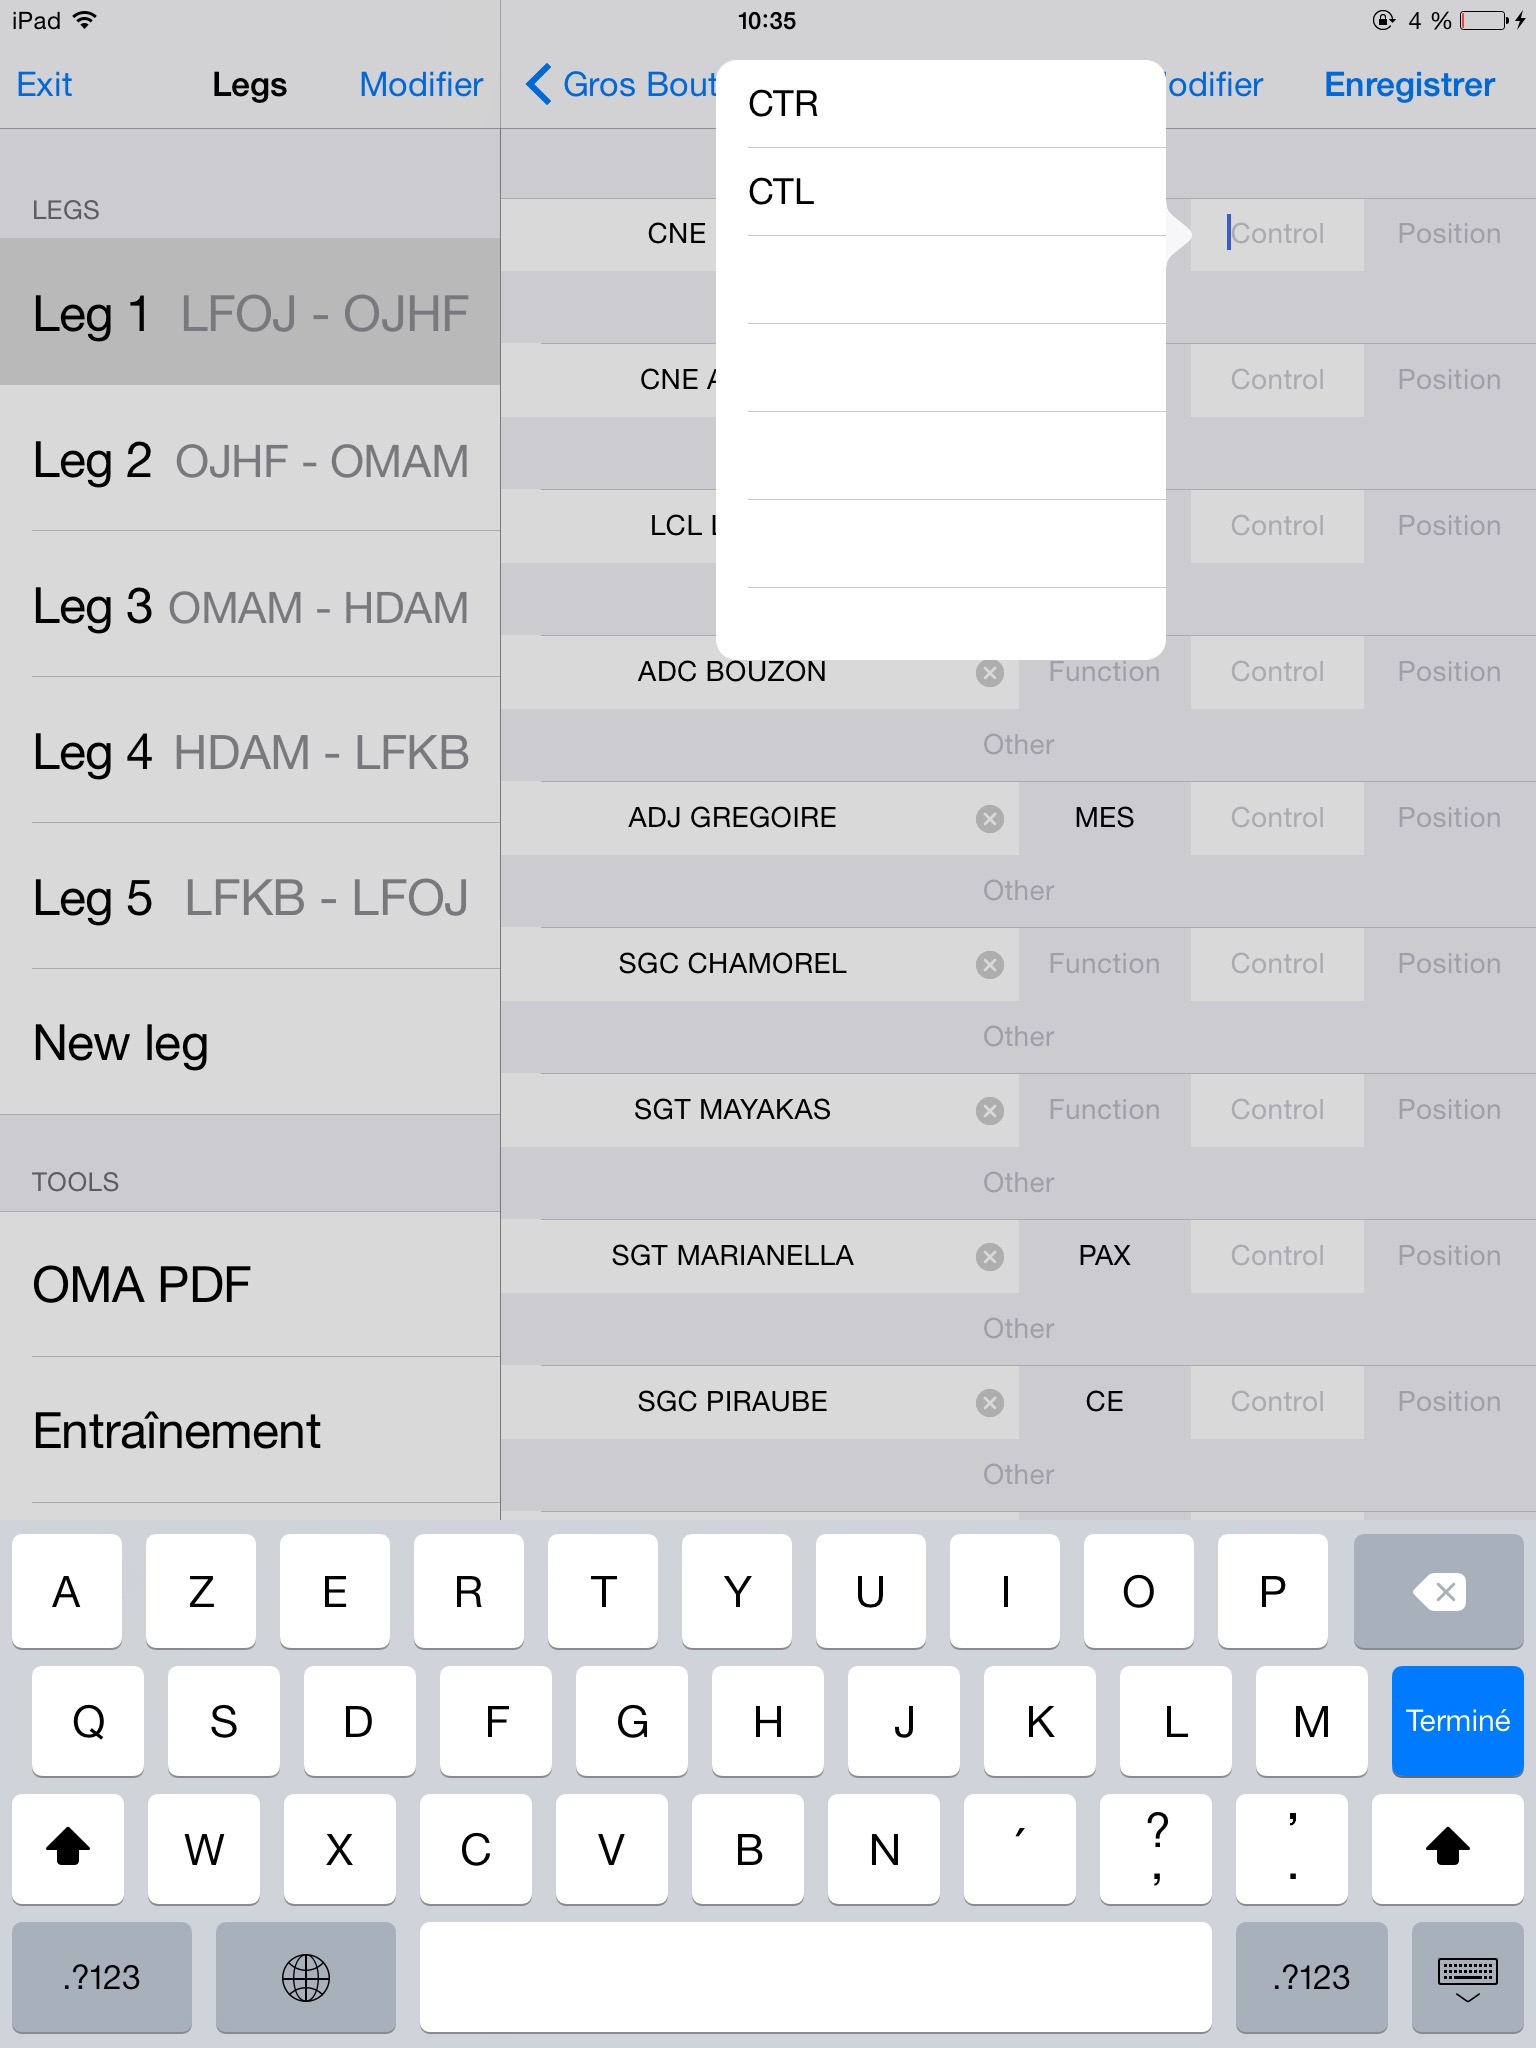 iPad
10:35
4 %
Exit
Legs
Modifier
Gros Bout
odifier
Enregistrer
LEGS
Leg 1 LFOJ - OJHF
Leg 2 OJHF - OMAM
Leg 3 OMAM - HDAM
Leg 4 HDAM - LFKB
Leg 5 LFKB - LFOJ
New leg
TOOLS
OMA PDF
Entraînement
CTR
CTL
CNE Control Position
CNE A Control Position
LCL L Control Position
ADC BOUZON Function Control Position
Other
ADJ GREGOIRE MES Control Position
Other
SGC CHAMOREL Function Control Position
Other
SGT MAYAKAS Function Control Position
Other
SGT MARIANELLA PAX Control Position
Other
SGC PIRAUBE CE Control Position
Other
A Z E R T Y U I O P
Q S D F G H J K L M Terminé
W X C V B N ´ ? , ’ .
.?123 .?123